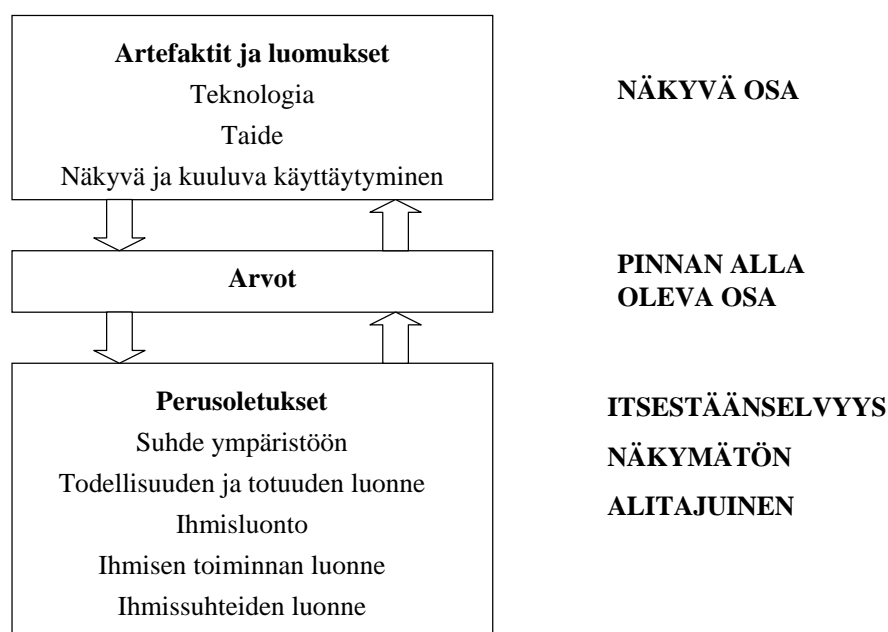 Artefaktit ja luomukset
Teknologia
Taide
Näkyvä ja kuuluva käyttäytyminen
NÄKYVÄ OSA
Arvot
PINNAN ALLA
OLEVA OSA
Perusoletukset
Suhde ympäristöön
Todellisuuden ja totuuden luonne
Ihmisluonto
Ihmisen toiminnan luonne
Ihmissuhteiden luonne
ITSESTÄÄNSELVYYS
NÄKYMÄTÖN
ALITAJUINEN